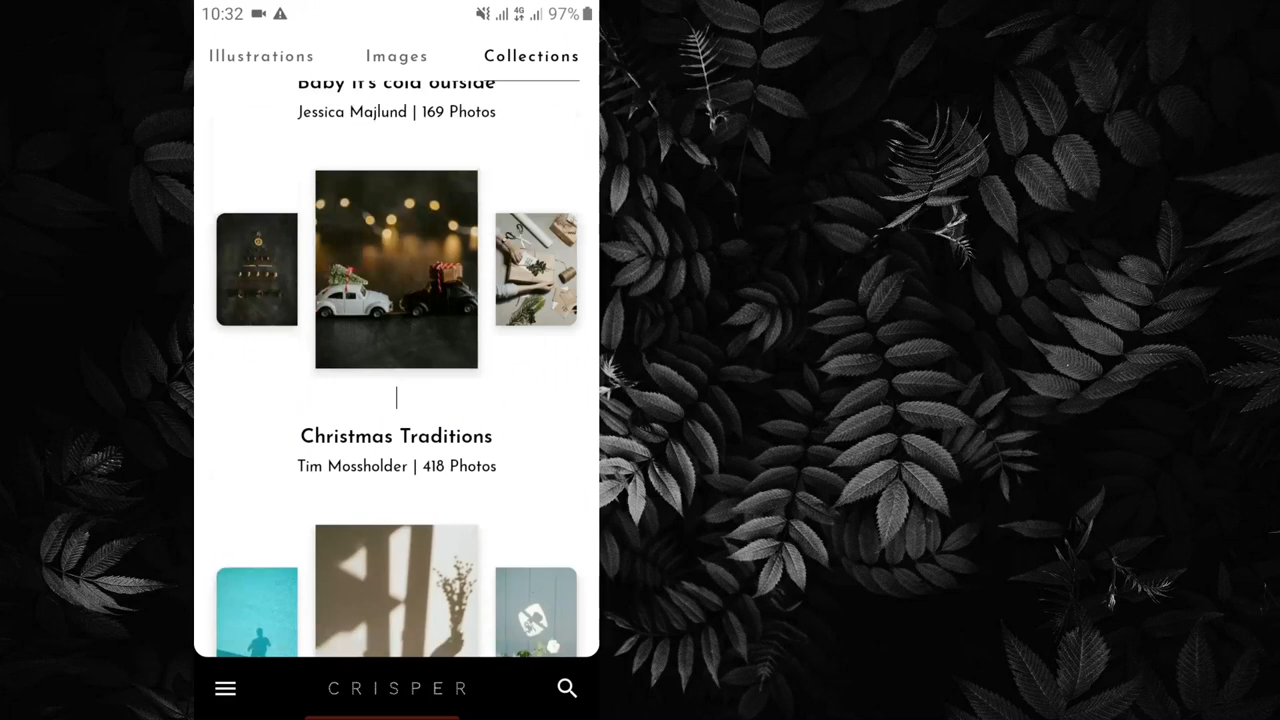 10:32 4G 97%
Illustrations Images Collections
Baby it's cold outside
Jessica Majlund | 169 Photos
Christmas Traditions
Tim Mossholder | 418 Photos
CRISPER